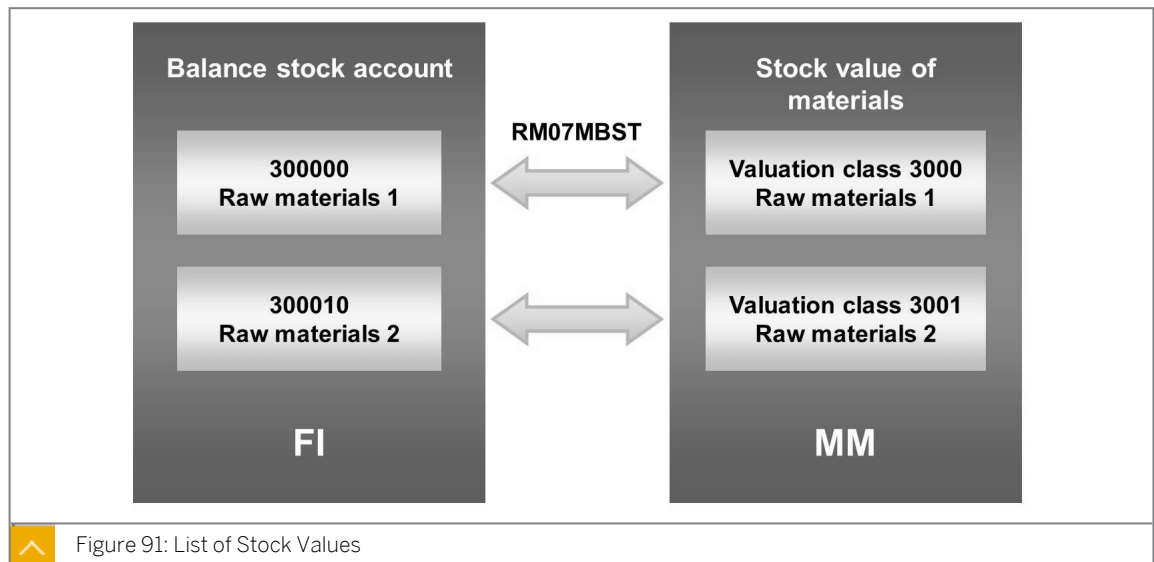 Balance stock account
300000
Raw materials 1
300010
Raw materials 2
FI
RM07MBST
Stock value of
materials
Valuation class 3000
Raw materials 1
Valuation class 3001
Raw materials 2
MM
Figure 91: List of Stock Values